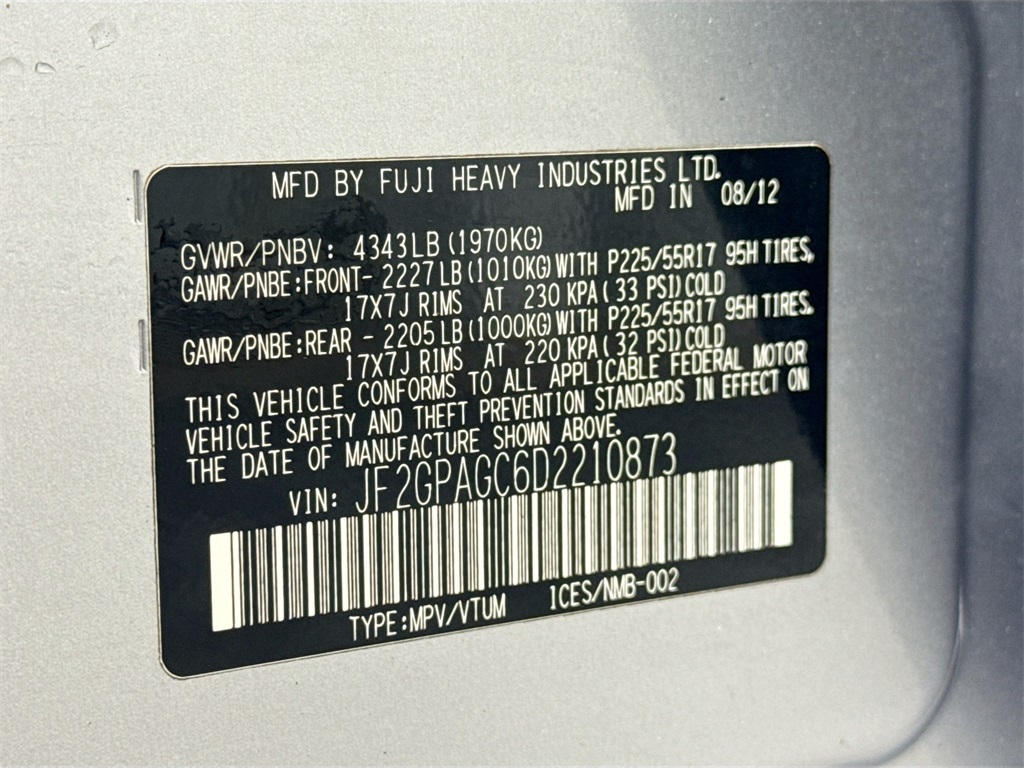 MFD BY FUJI HEAVY INDUSTRIES LTD.
MFD IN 08/12
GVWR/PNBV: 4343LB (1970KG)
GAWR/PNBE:FRONT- 2227LB (1010KG) WITH P225/55R17 95H TIRES,
17X7J RIMS AT 230 KPA ( 33 PSI) COLD
GAWR/PNBE:REAR - 2205LB (1000KG) WITH P225/55R17 95H TIRES.
17X7J RIMS AT 220 KPA ( 32 PSI) COLD
THIS VEHICLE CONFORMS TO ALL APPLICABLE FEDERAL MOTOR
VEHICLE SAFETY AND THEFT PREVENTION STANDARDS IN EFFECT ON
THE DATE OF MANUFACTURE SHOWN ABOVE.
VIN: JF2GPAGC6D2210873
TYPE:MPV/VTUM ICES/NMB-002